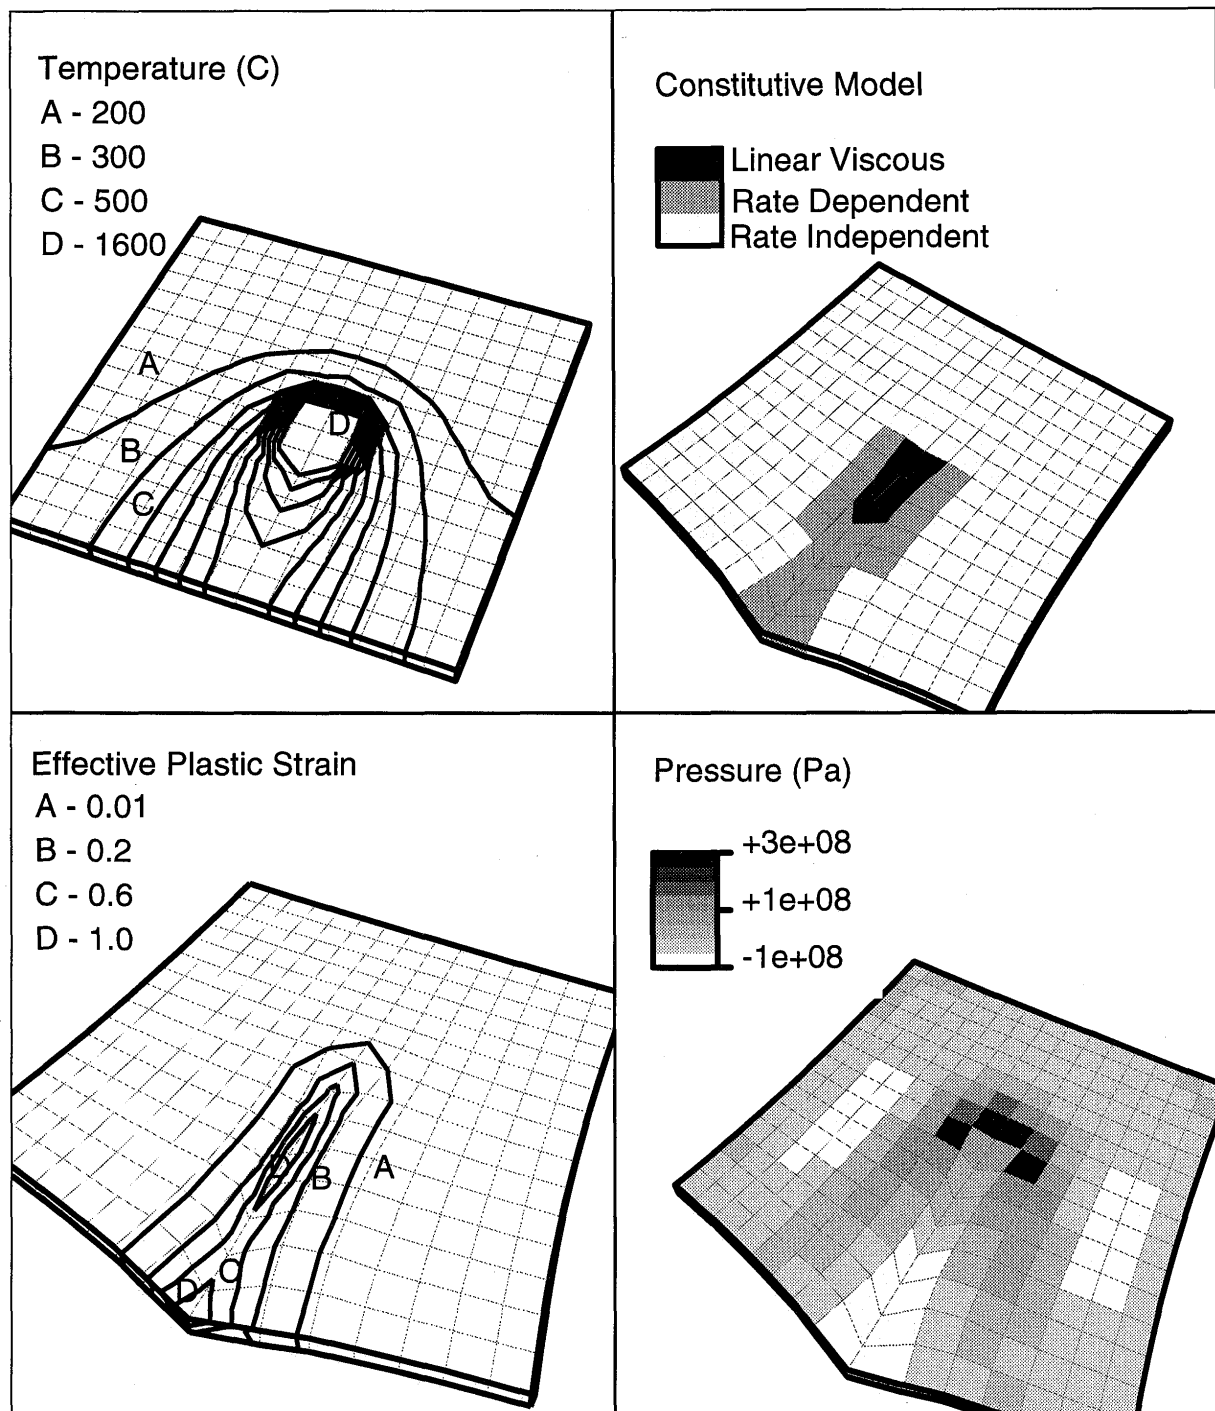 Temperature (C)
A - 200
B - 300
C - 500
D - 1600
A
B
C
D
Constitutive Model
Linear Viscous
Rate Dependent
Rate Independent
Effective Plastic Strain
A - 0.01
B - 0.2
C - 0.6
D - 1.0
D
B
A
C
D
Pressure (Pa)
+3e+08
+1e+08
-1e+08